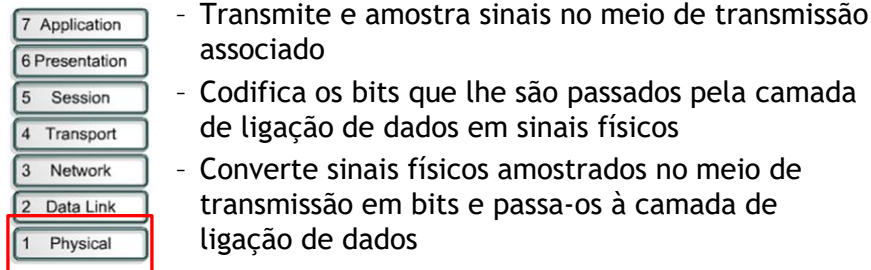 7 Application
6 Presentation
5 Session
4 Transport
3 Network
2 Data Link
1 Physical
– Transmite e amostra sinais no meio de transmissão
associado
– Codifica os bits que lhe são passados pela camada
de ligação de dados em sinais físicos
– Converte sinais físicos amostrados no meio de
transmissão em bits e passa-os à camada de
ligação de dados